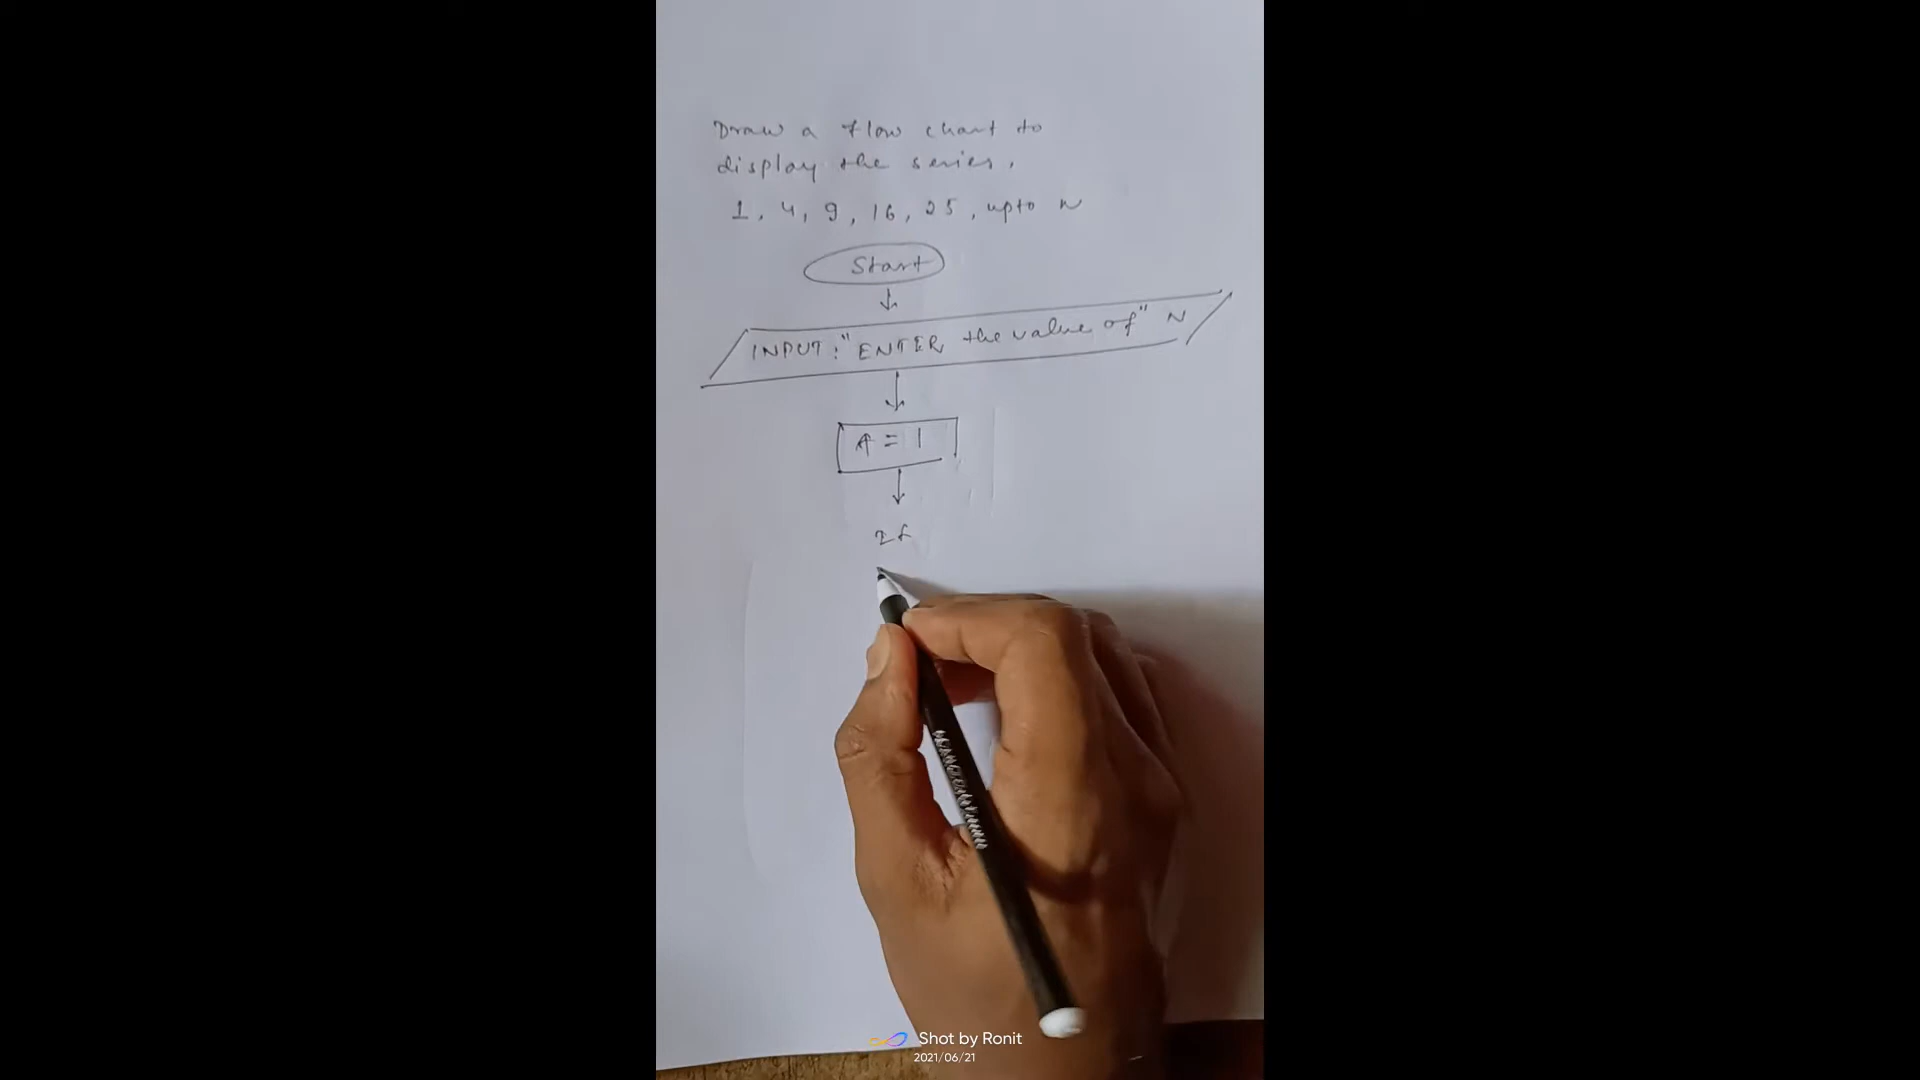 Draw a flow chart to
display the series.
1, 4, 9, 16, 25, upto N
Start
INPUT: "ENTER the value of" N
A = 1
If
Shot by Ronit
2021/06/21